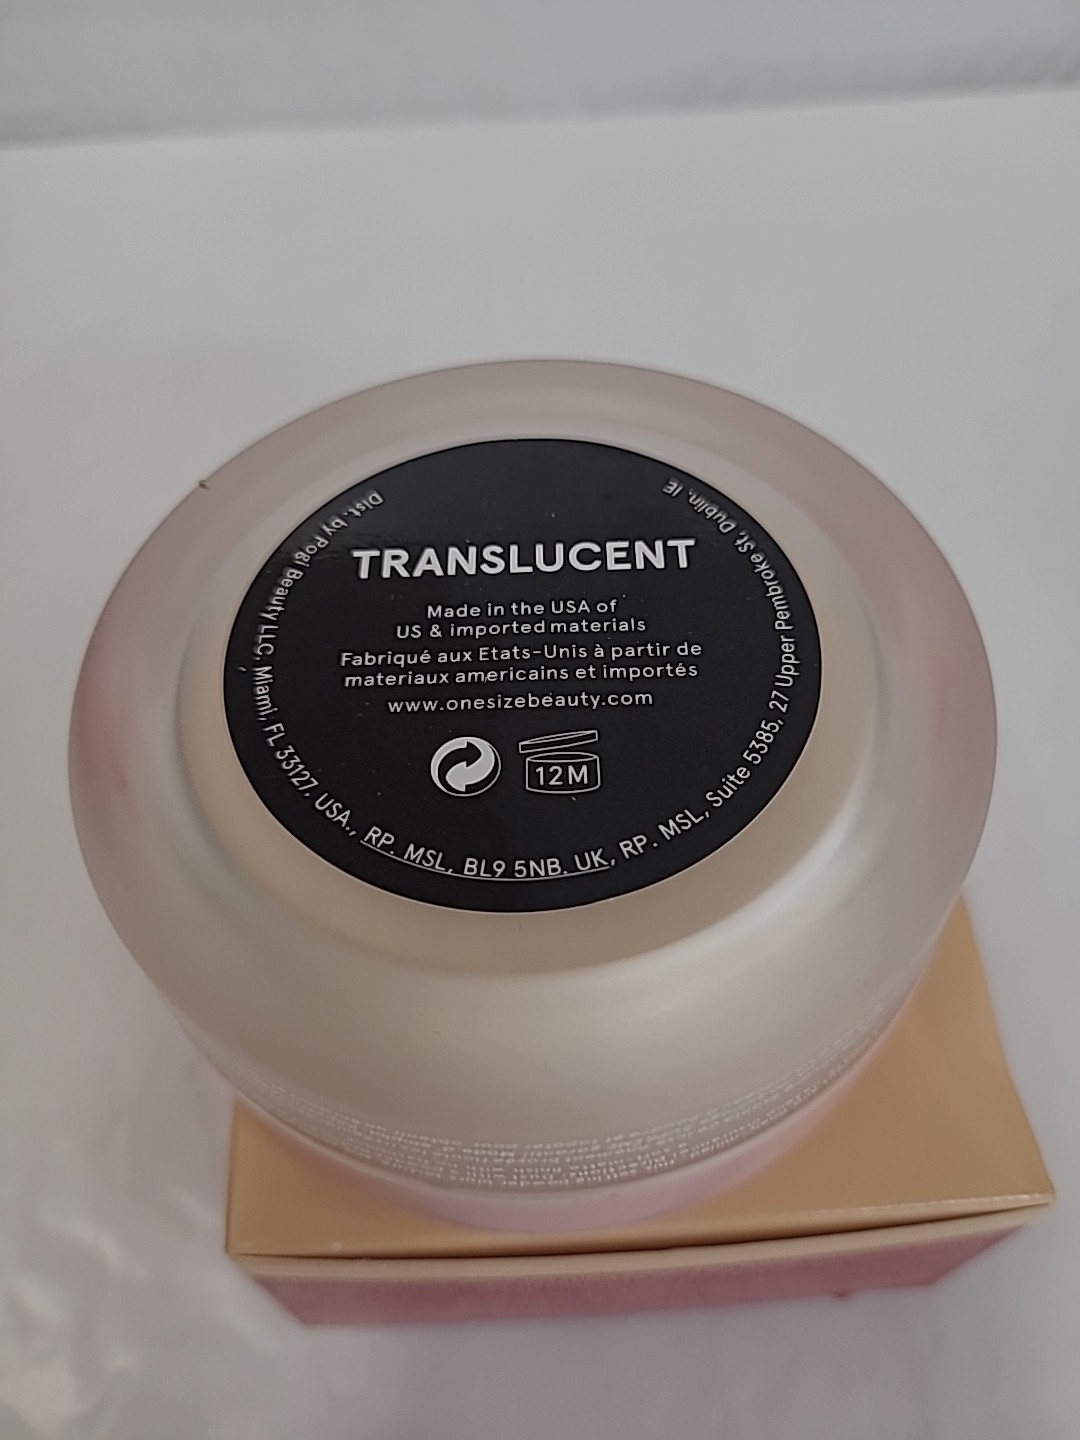 TRANSLUCENT
Made in the USA of
US & imported materials
Fabriqué aux Etats-Unis à partir de
materiaux americains et importés
www.onesizebeauty.com
12M
Dist. by Pogi Beauty LLC. Miami, FL 33127, USA., RP. MSL, BL9 5NB. UK, RP. MSL, Suite 5385, 27 Upper Pembroke St, Dublin, IE